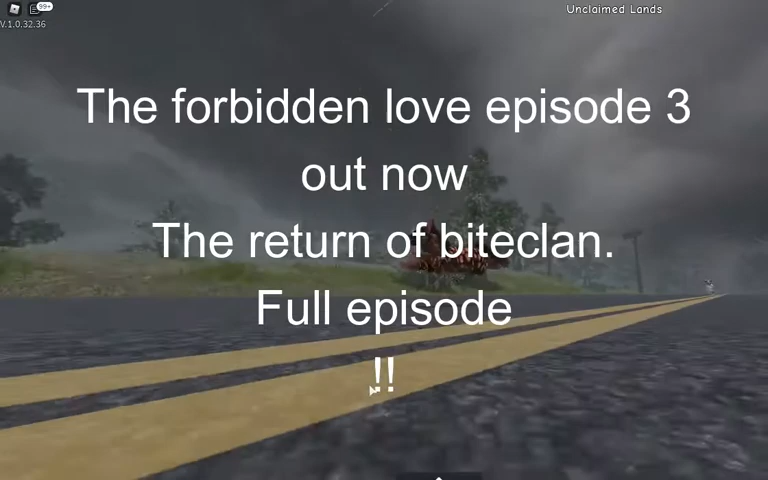 99+
Unclaimed Lands
V.1.0.32.36
The forbidden love episode 3
out now
The return of biteclan.
Full episode
!!